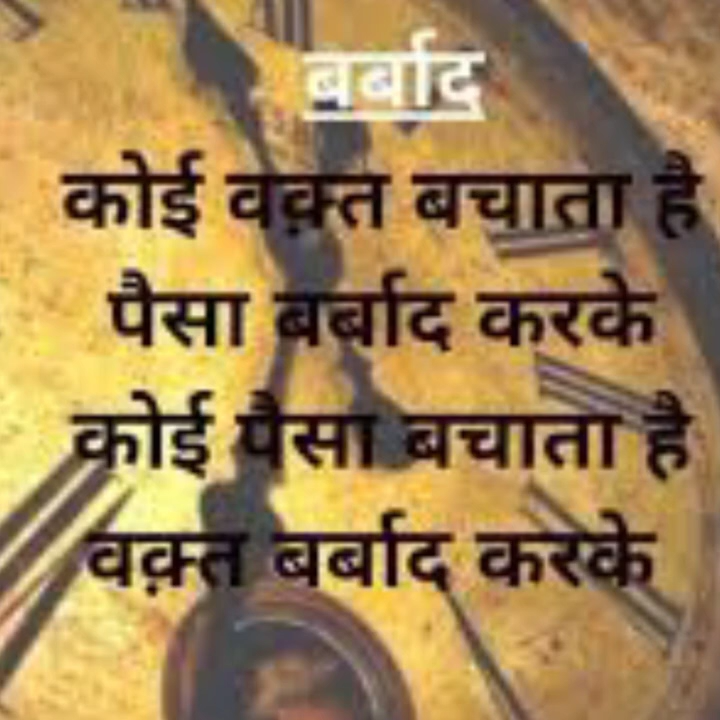 बर्बाद
कोई वक़्त बचाता है
पैसा बर्बाद करके
कोई पैसा बचाता है
वक़्त बर्बाद करके